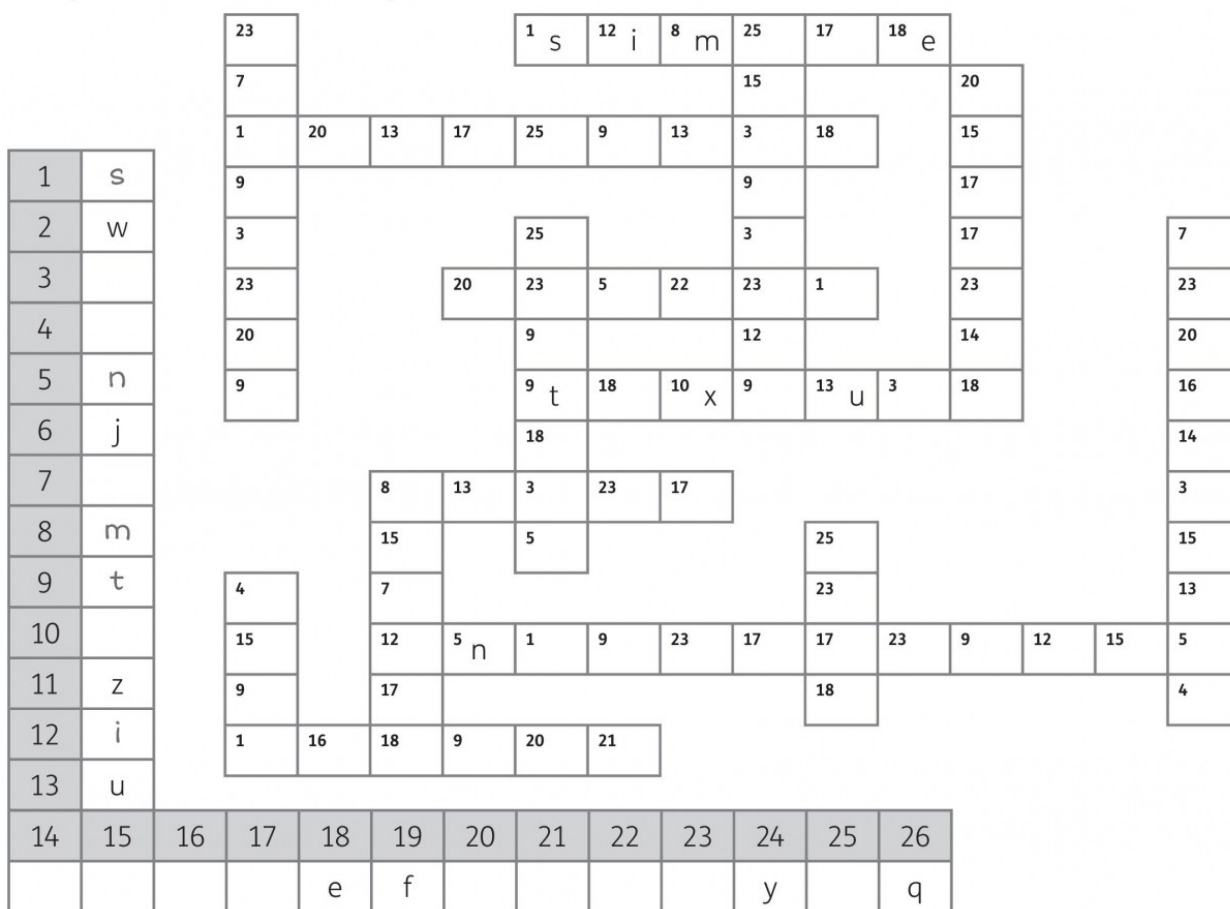 23 1 s 12 i 8 m 25 17 18 e
7 15 20
1 20 13 17 25 9 13 3 18 15
1 s 9 9 17
2 w 3 25 3 17 7
3 23 20 23 5 22 23 1 23 23
4 20 9 12 14 20
5 n 9 9 t 18 10 x 9 13 u 3 18 16
6 j 18 14
7 8 13 3 23 17 3
8 m 15 5 25 15
9 t 4 7 23 13
10 15 12 5 n 1 9 23 17 17 23 9 12 15 5
11 z 9 17 18 4
12 i 1 16 18 9 20 21
13 u
14 15 16 17 18 19 20 21 22 23 24 25 26
e f y q